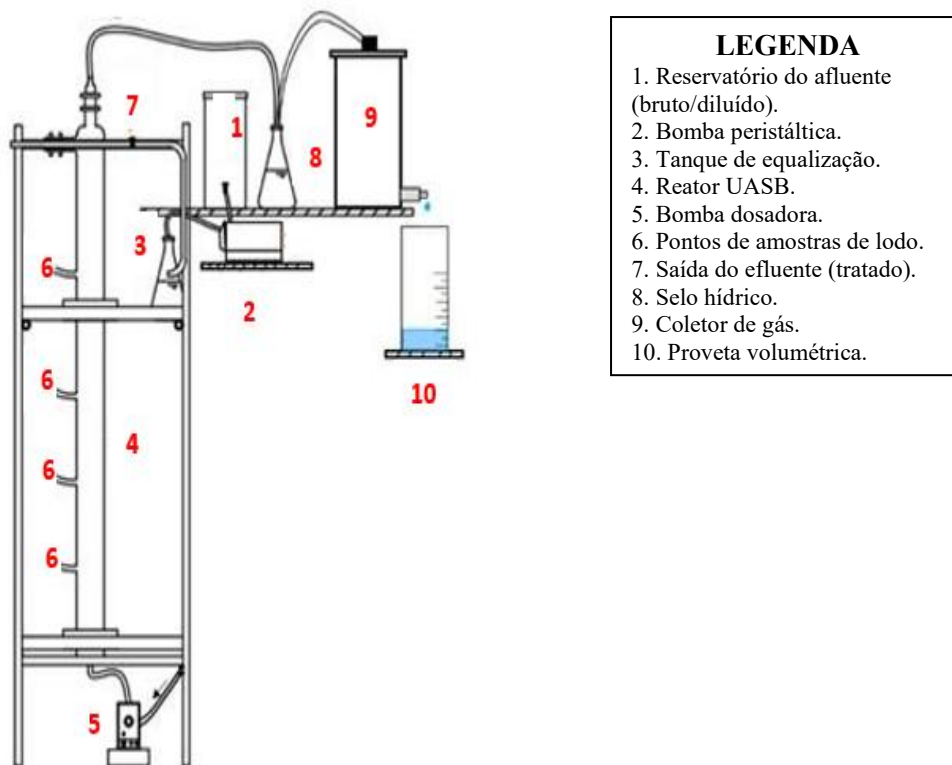 7
1
9
8
3
6
2
6
10
4
6
6
5
LEGENDA
1. Reservatório do afluente
(bruto/diluído).
2. Bomba peristáltica.
3. Tanque de equalização.
4. Reator UASB.
5. Bomba dosadora.
6. Pontos de amostras de lodo.
7. Saída do efluente (tratado).
8. Selo hídrico.
9. Coletor de gás.
10. Proveta volumétrica.